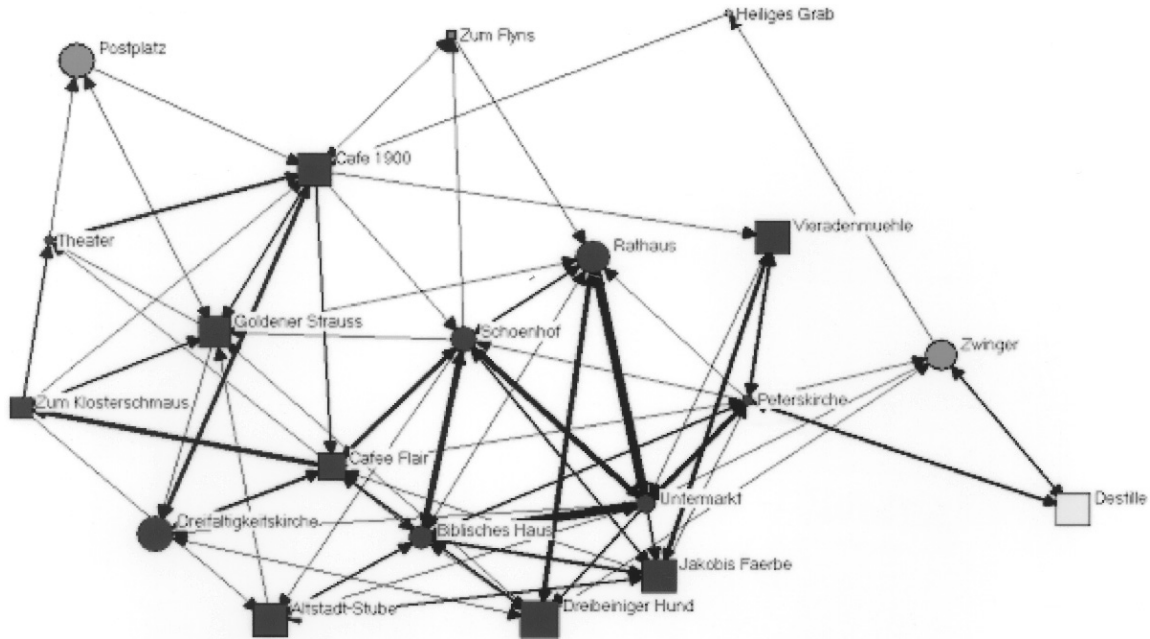 Heiliges Grab
Zum Flyns
Postplatz
Cafe 1900
Vieradenmuehle
Theater
Rathaus
Goldener Strauss
Schoenhof
Zwinger
Zum Klosterschmaus
Peterskirche
Cafee Flair
Untermarkt
Destille
Dreifaltigkeitskirche
Biblisches Haus
Jakobis Faerbe
Altstadt-Stube
Dreibeiniger Hund